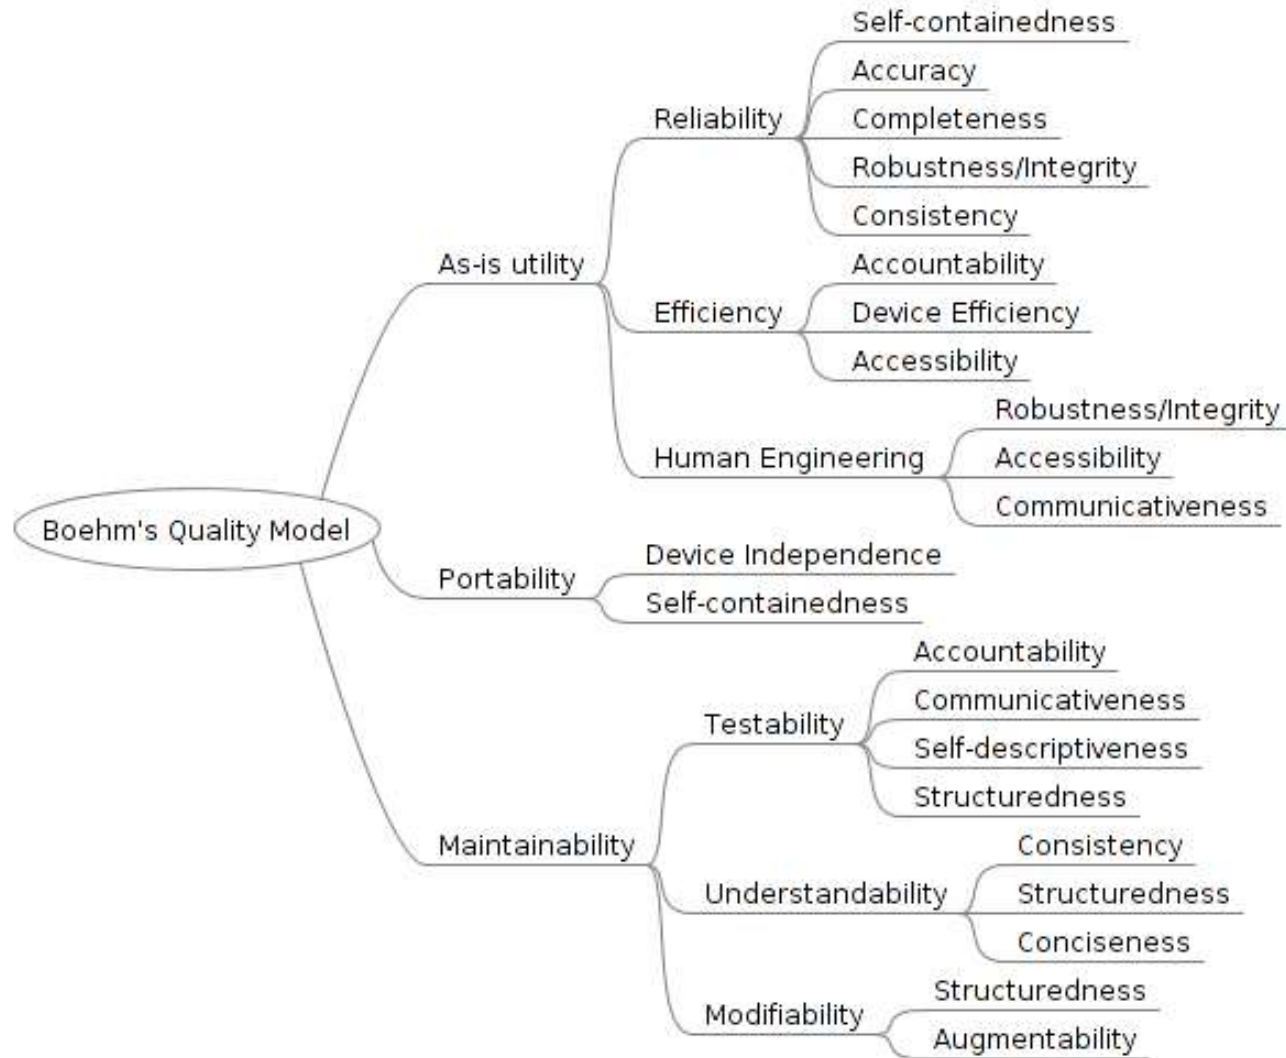 Self-containedness
Accuracy
Reliability
Completeness
Robustness/Integrity
Consistency
As-is utility
Accountability
Efficiency
Device Efficiency
Accessibility
Robustness/Integrity
Human Engineering
Accessibility
Communicativeness
Boehm's Quality Model
Device Independence
Portability
Self-containedness
Accountability
Communicativeness
Testability
Self-descriptiveness
Structuredness
Maintainability
Consistency
Understandability
Structuredness
Conciseness
Structuredness
Modifiability
Augmentability